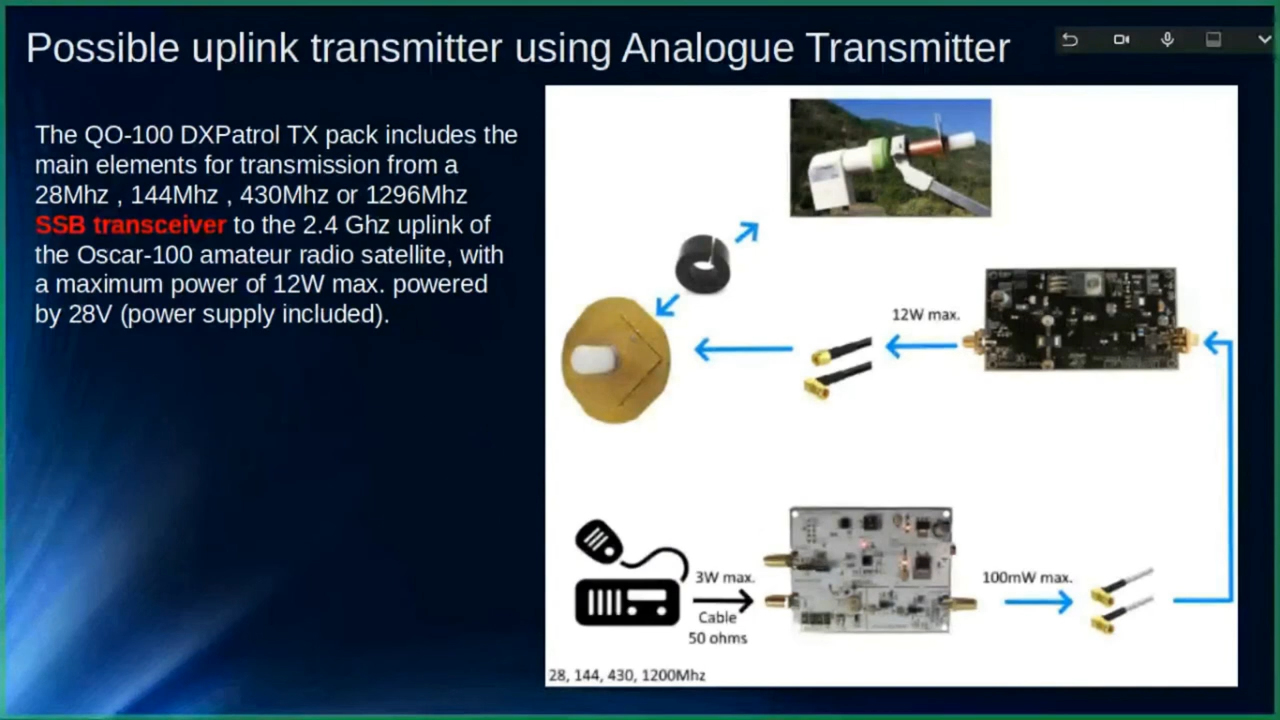 Possible uplink transmitter using Analogue Transmitter
The QO-100 DXPatrol TX pack includes the
main elements for transmission from a
28Mhz , 144Mhz , 430Mhz or 1296Mhz
SSB transceiver to the 2.4 Ghz uplink of
the Oscar-100 amateur radio satellite, with
a maximum power of 12W max. powered
by 28V (power supply included).
12W max.
3W max.
Cable
50 ohms
100mW max.
28, 144, 430, 1200Mhz